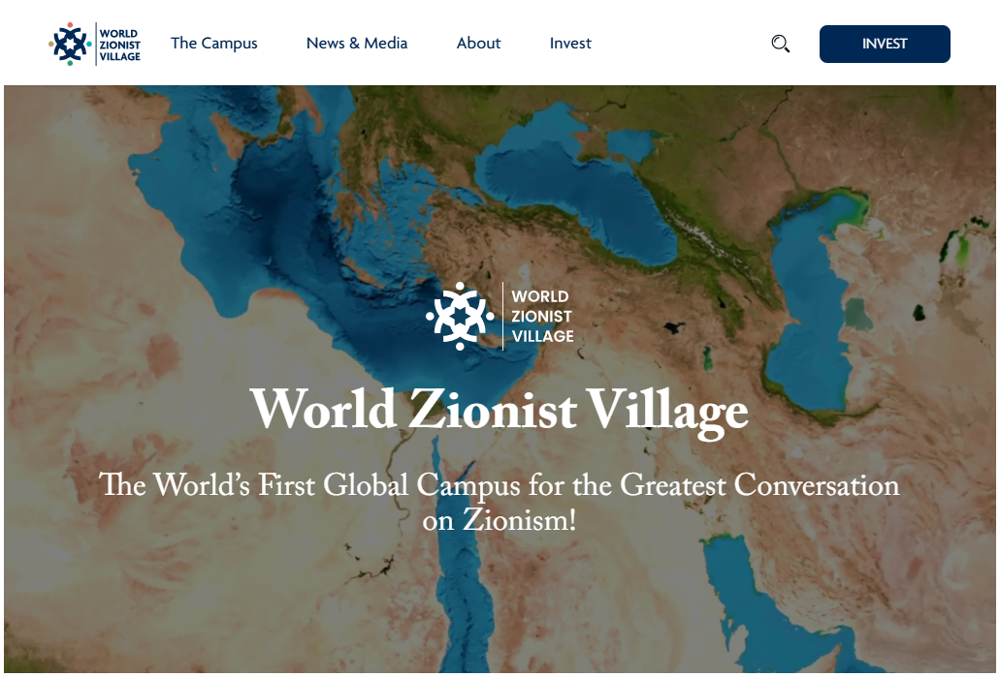 WORLD
ZIONIST
VILLAGE
The Campus
News & Media
About
Invest
INVEST
WORLD
ZIONIST
VILLAGE
World Zionist Village
The World’s First Global Campus for the Greatest Conversation
on Zionism!